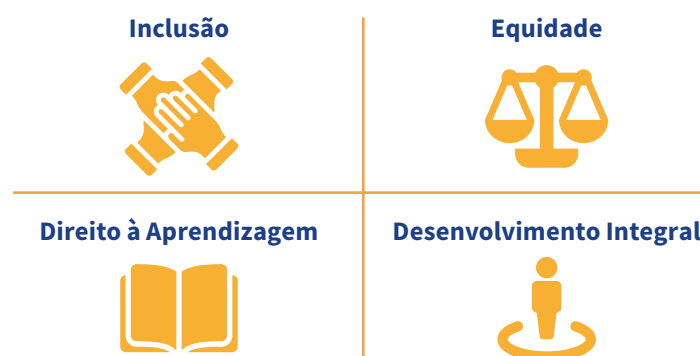 Inclusão
Equidade
Direito à Aprendizagem
Desenvolvimento Integral